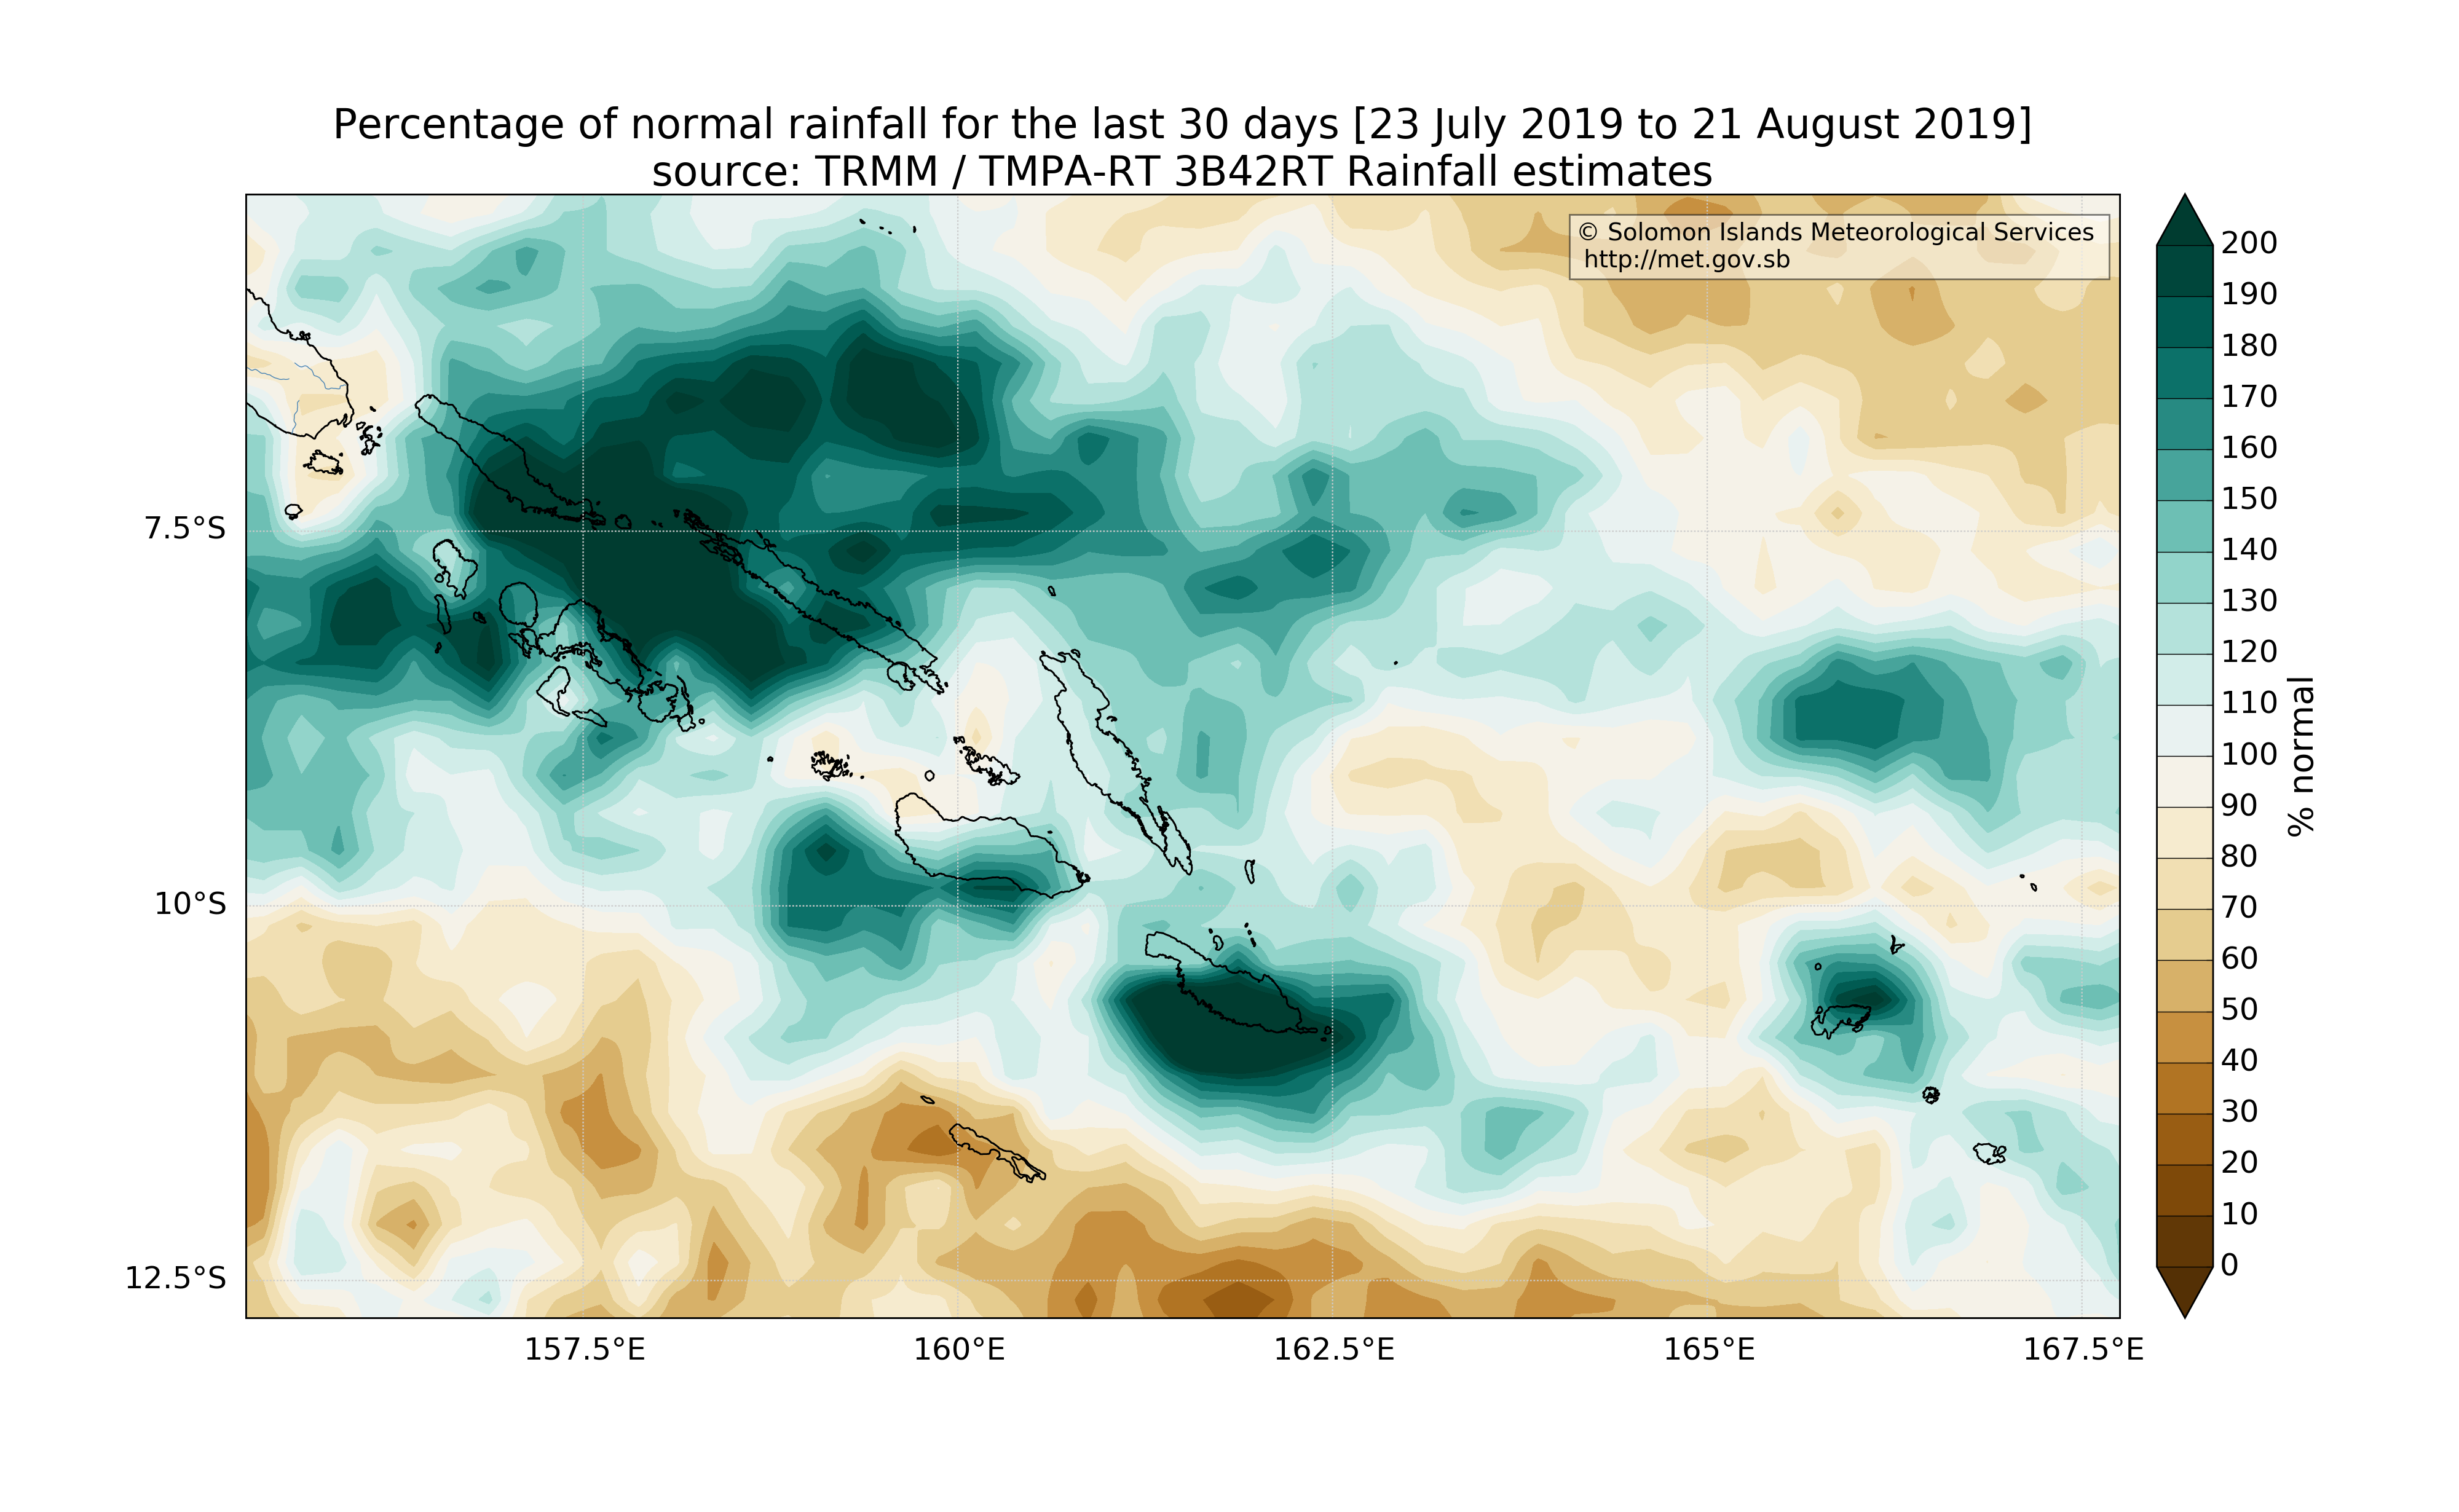 Percentage of normal rainfall for the last 30 days [23 July 2019 to 21 August 2019]
source: TRMM / TMPA-RT 3B42RT Rainfall estimates
© Solomon Islands Meteorological Services
http://met.gov.sb
7.5°S
10°S
12.5°S
157.5°E
160°E
162.5°E
165°E
167.5°E
200
190
180
170
160
150
140
130
120
110
100
90
80
70
60
50
40
30
20
10
0
% normal